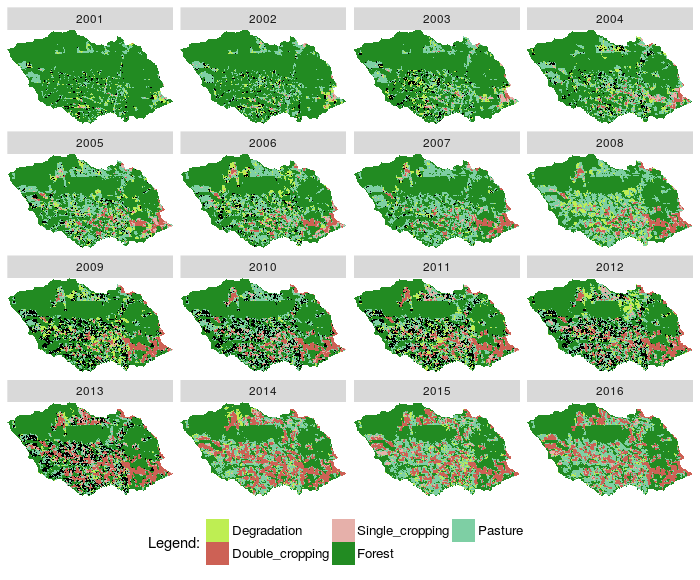 2001 2002 2003 2004
2005 2006 2007 2008
2009 2010 2011 2012
2013 2014 2015 2016
Legend: Degradation Single_cropping Pasture
Double_cropping Forest